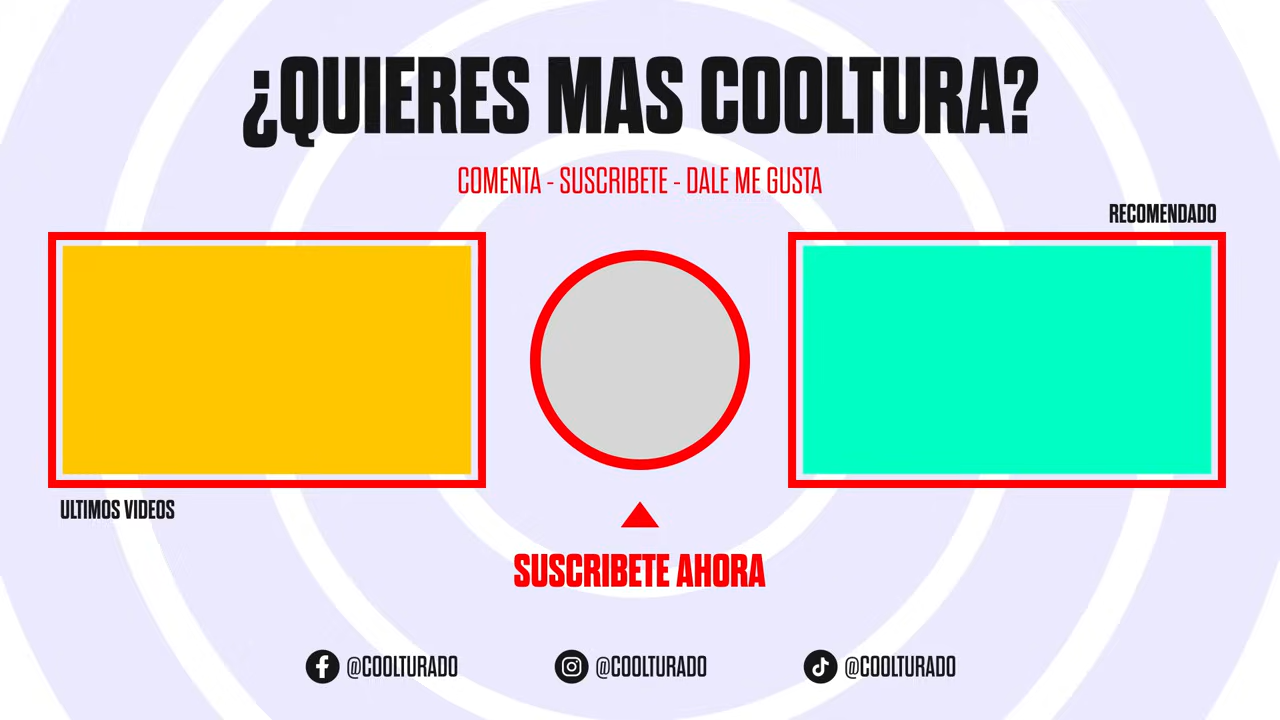 ¿QUIERES MAS COOLTURA?
COMENTA - SUSCRIBETE - DALE ME GUSTA
RECOMENDADO
ULTIMOS VIDEOS
SUSCRIBETE AHORA
@COOLTURADO @COOLTURADO @COOLTURADO